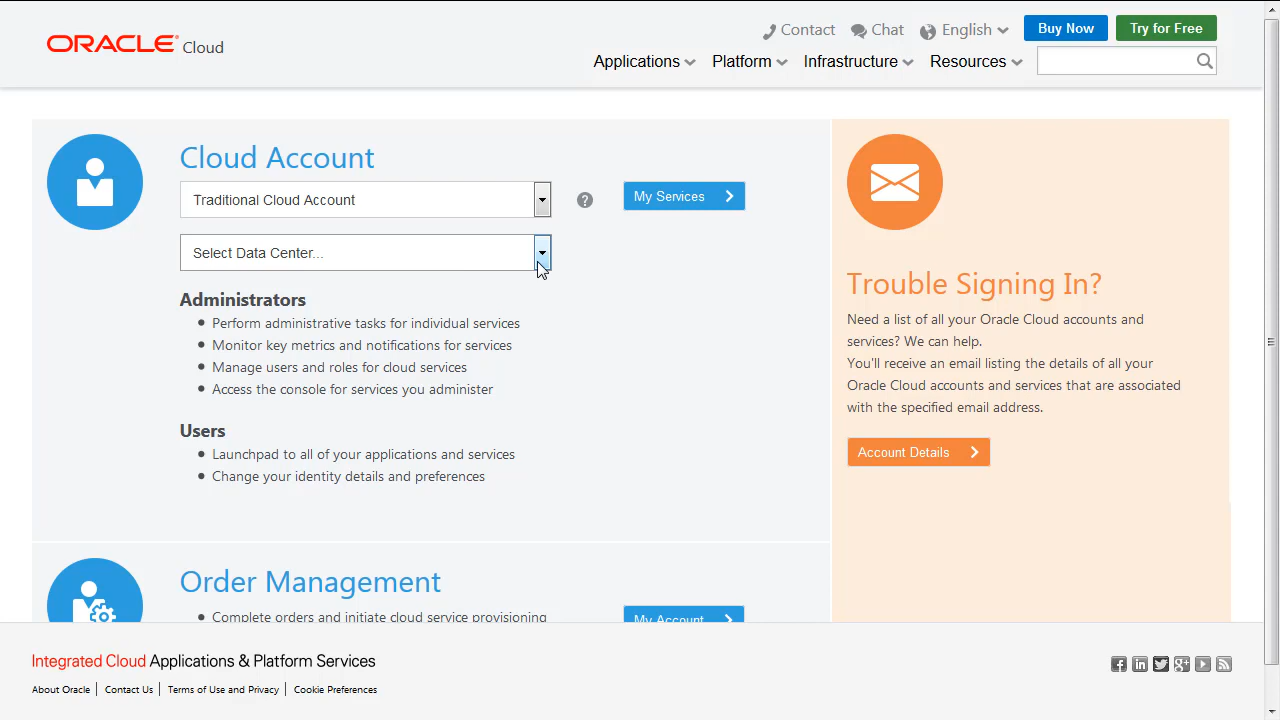 ORACLE® Cloud
Contact Chat English Buy Now Try for Free
Applications Platform Infrastructure Resources
Cloud Account
Traditional Cloud Account
? My Services
Select Data Center...
Administrators
Perform administrative tasks for individual services
Monitor key metrics and notifications for services
Manage users and roles for cloud services
Access the console for services you administer
Users
Launchpad to all of your applications and services
Change your identity details and preferences
Trouble Signing In?
Need a list of all your Oracle Cloud accounts and
services? We can help.
You'll receive an email listing the details of all your
Oracle Cloud accounts and services that are associated
with the specified email address.
Account Details
Order Management
Complete orders and initiate cloud service provisioning
My Account
Integrated Cloud Applications & Platform Services
About Oracle | Contact Us | Terms of Use and Privacy | Cookie Preferences